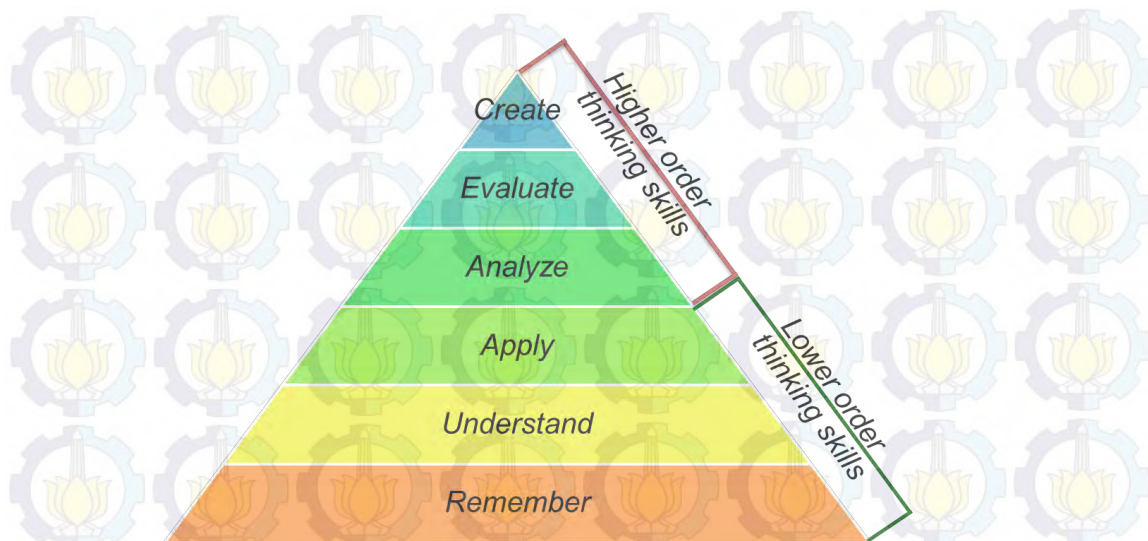 Create
Evaluate
Analyze
Apply
Understand
Remember
Higher order
thinking skills
Lower order
thinking skills